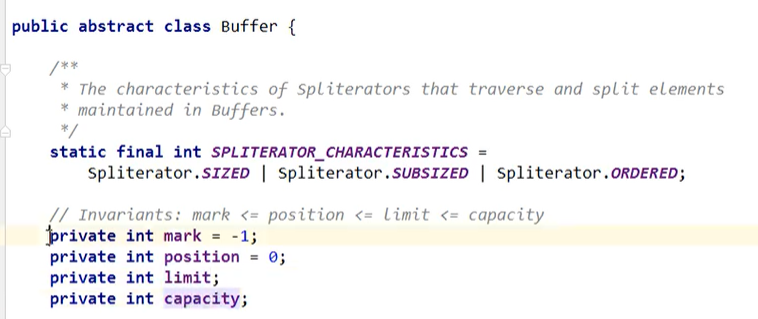 public abstract class Buffer {
/**
* The characteristics of Spliterators that traverse and split elements
* maintained in Buffers.
*/
static final int SPLITERATOR_CHARACTERISTICS =
Spliterator.SIZED | Spliterator.SUBSIZED | Spliterator.ORDERED;
// Invariants: mark <= position <= limit <= capacity
private int mark = -1;
private int position = 0;
private int limit;
private int capacity;